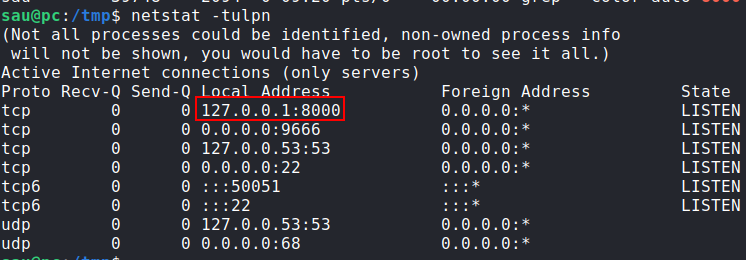 sau@pc:/tmp$ netstat -tulpn
(Not all processes could be identified, non-owned process info
 will not be shown, you would have to be root to see it all.)
Active Internet connections (only servers)
Proto Recv-Q Send-Q Local Address           Foreign Address         State
tcp        0      0 127.0.0.1:8000          0.0.0.0:*               LISTEN
tcp        0      0 0.0.0.0:9666            0.0.0.0:*               LISTEN
tcp        0      0 127.0.0.53:53           0.0.0.0:*               LISTEN
tcp        0      0 0.0.0.0:22              0.0.0.0:*               LISTEN
tcp6       0      0 :::50051                :::*                    LISTEN
tcp6       0      0 :::22                   :::*                    LISTEN
udp        0      0 127.0.0.53:53           0.0.0.0:*
udp        0      0 0.0.0.0:68              0.0.0.0:*